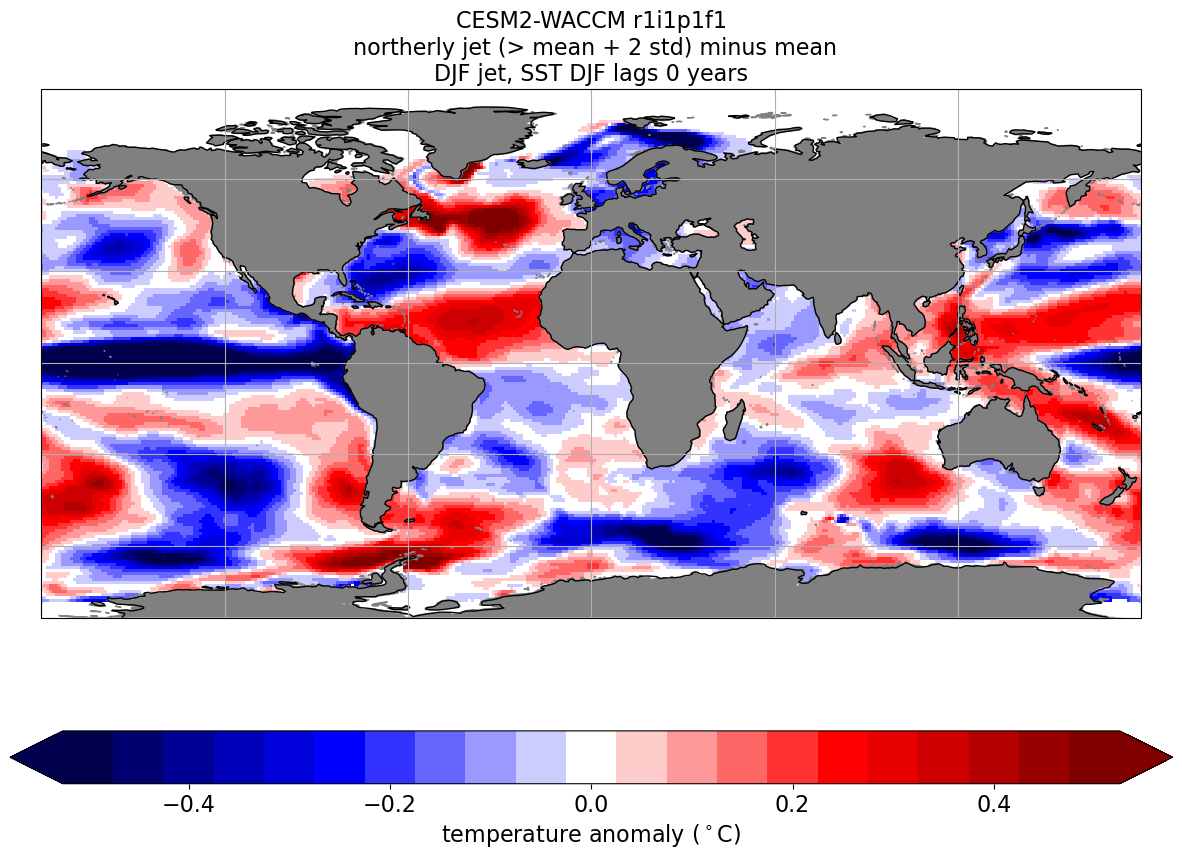 CESM2-WACCM r1i1p1f1
northerly jet (> mean + 2 std) minus mean
DJF jet, SST DJF lags 0 years
−0.4 −0.2 0.0 0.2 0.4
temperature anomaly (°C)